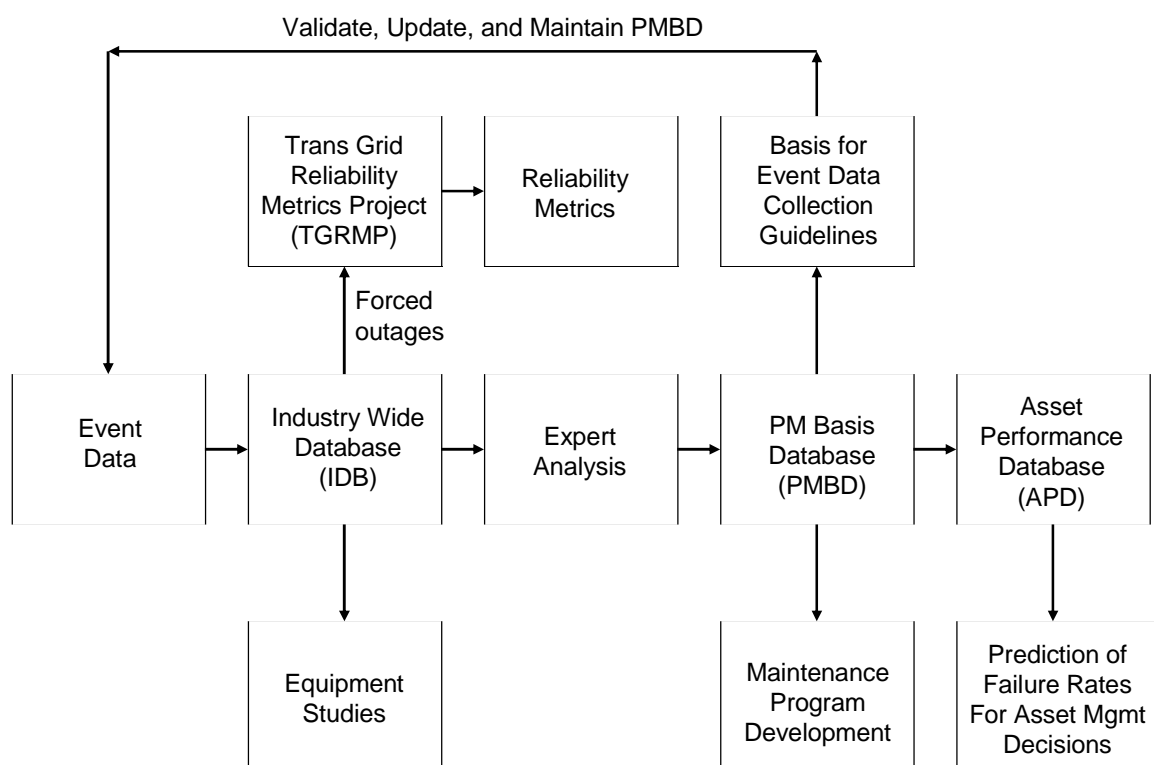 Validate, Update, and Maintain PMBD
Trans Grid
Reliability
Metrics Project
(TGRMP)
Reliability
Metrics
Basis for
Event Data
Collection
Guidelines
Forced
outages
Event
Data
Industry Wide
Database
(IDB)
Expert
Analysis
PM Basis
Database
(PMBD)
Asset
Performance
Database
(APD)
Equipment
Studies
Maintenance
Program
Development
Prediction of
Failure Rates
For Asset Mgmt
Decisions